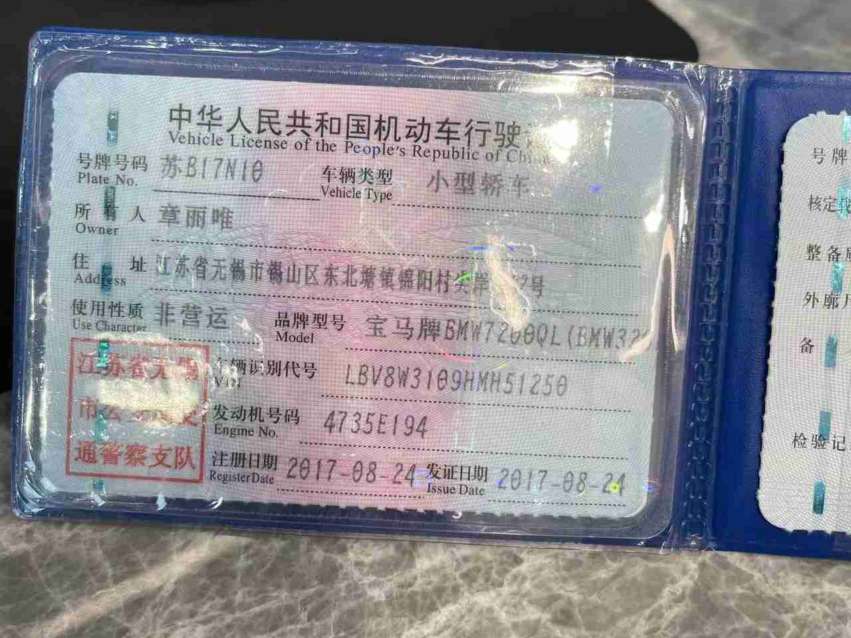 中华人民共和国机动车行驶
Vehicle License of the People's Republic of China
号牌号码 苏B17N10 车辆类型 小型轿车
Plate No. Vehicle Type
所有人 章丽唯
Owner
住址 江苏省无锡市锡山区东北塘镇锦阳村 号
Address
使用性质 非营运 品牌型号 宝马牌BMW7200QL(BMW32
Use Character Model
车辆识别代号 LBV8W3109HMH51250
VIN
发动机号码 4735E194
Engine No.
注册日期 2017-08-24 发证日期 2017-08-24
Register Date Issue Date
江苏省无锡
市公
通警察支队
号牌
核定
整备
外廓
备
检验记